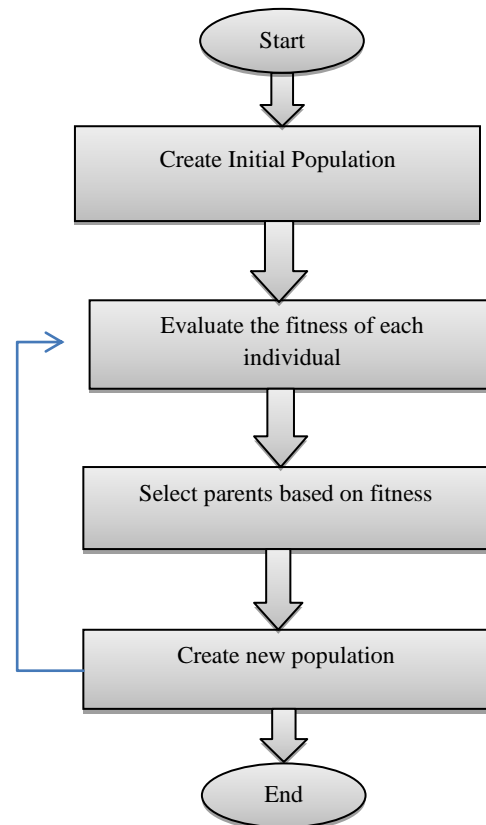 Start
Create Initial Population
Evaluate the fitness of each
individual
Select parents based on fitness
Create new population
End